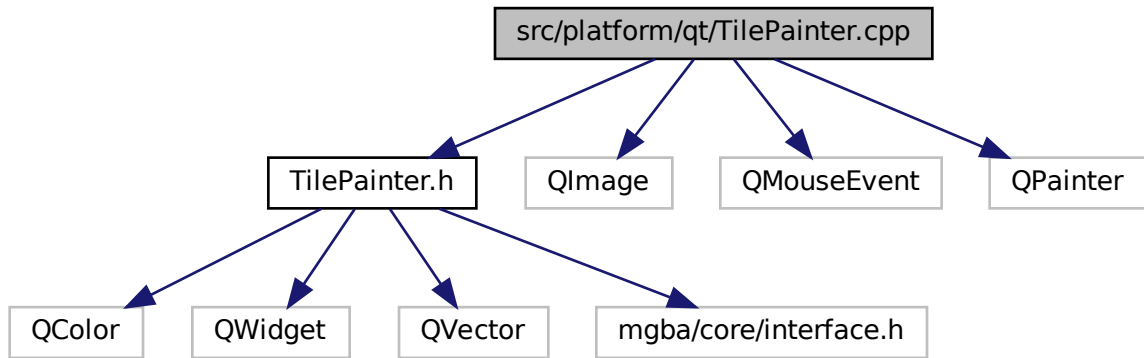 src/platform/qt/TilePainter.cpp
TilePainter.h
QImage
QMouseEvent
QPainter
QColor
QWidget
QVector
mgba/core/interface.h